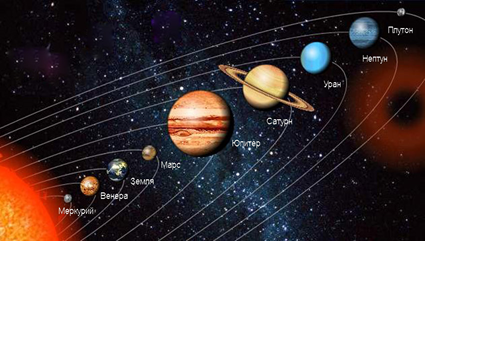 Плутон
Нептун
Уран
Сатурн
Юпитер
Марс
Земля
Венера
Меркурий